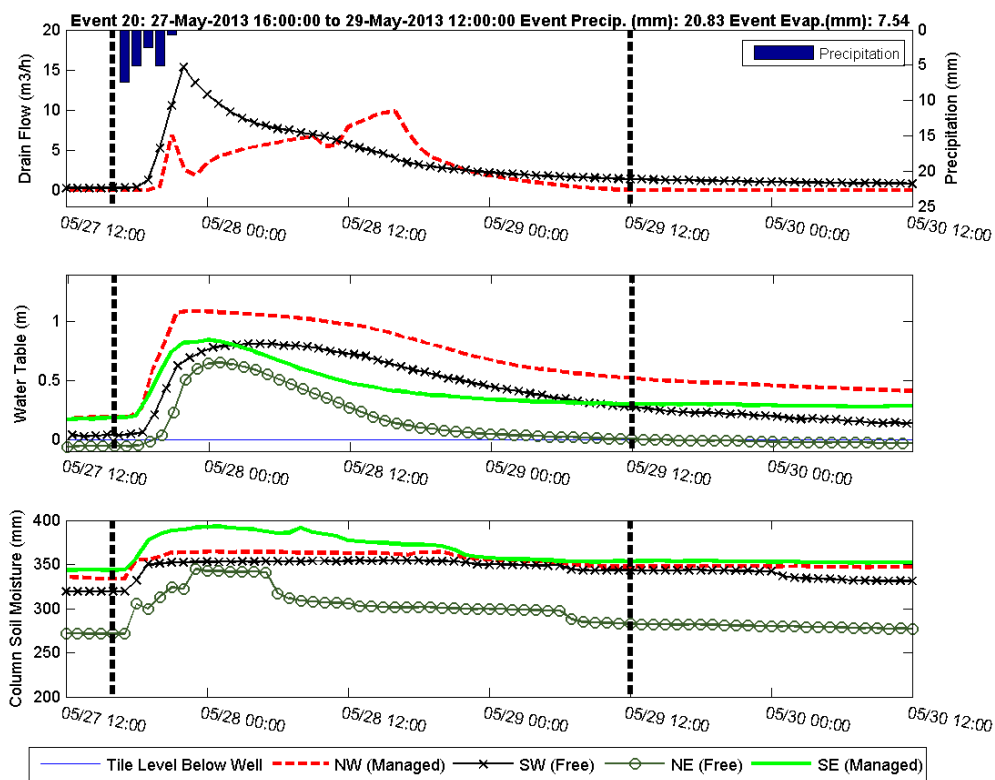 Event 20: 27-May-2013 16:00:00 to 29-May-2013 12:00:00 Event Precip. (mm): 20.83 Event Evap.(mm): 7.54
Drain Flow (m3/h)
20
15
10
5
0
Precipitation
0
5
10
15
20
25
Precipitation (mm)
05/27 12:00 05/28 00:00 05/28 12:00 05/29 00:00 05/29 12:00 05/30 00:00 05/30 12:00
Water Table (m)
1
0.5
0
05/27 12:00 05/28 00:00 05/28 12:00 05/29 00:00 05/29 12:00 05/30 00:00
Column Soil Moisture (mm)
400
350
300
250
200
05/27 12:00 05/28 00:00 05/28 12:00 05/29 00:00 05/29 12:00 05/30 00:00 05/30 12:00
Tile Level Below Well NW (Managed) SW (Free) NE (Free) SE (Managed)